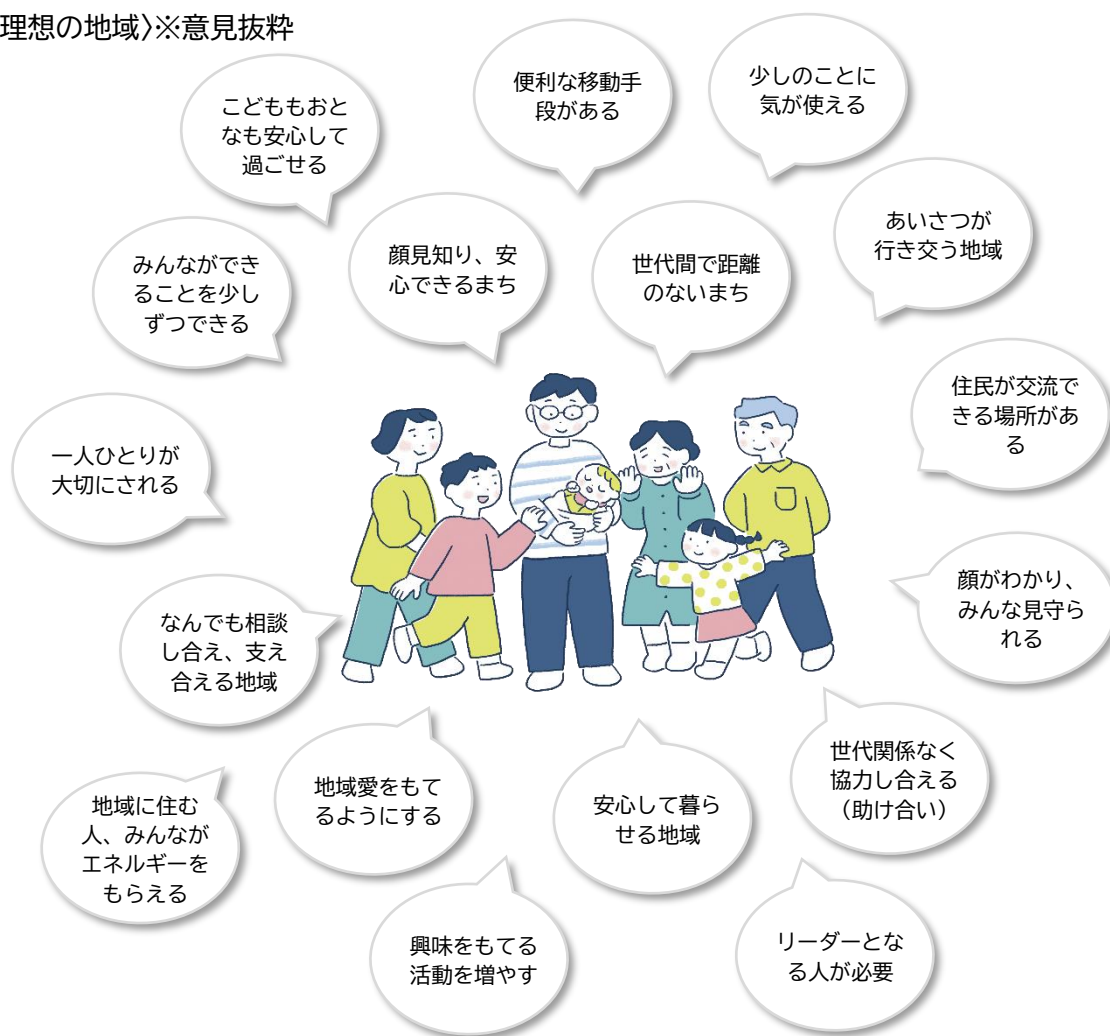 理想の地域〉※意見抜粋
こどももおと
なも安心して
過ごせる
便利な移動手
段がある
少しのことに
気が使える
みんなができ
ることを少し
ずつできる
顔見知り、安
心できるまち
世代間で距離
のないまち
あいさつが
行き交う地域
一人ひとりが
大切にされる
住民が交流で
きる場所があ
る
なんでも相談
し合え、支え
合える地域
顔がわかり、
みんな見守ら
れる
地域に住む
人、みんなが
エネルギーを
もらえる
地域愛をもて
るようにする
安心して暮ら
せる地域
世代関係なく
協力し合える
（助け合い）
興味をもてる
活動を増やす
リーダーとな
る人が必要